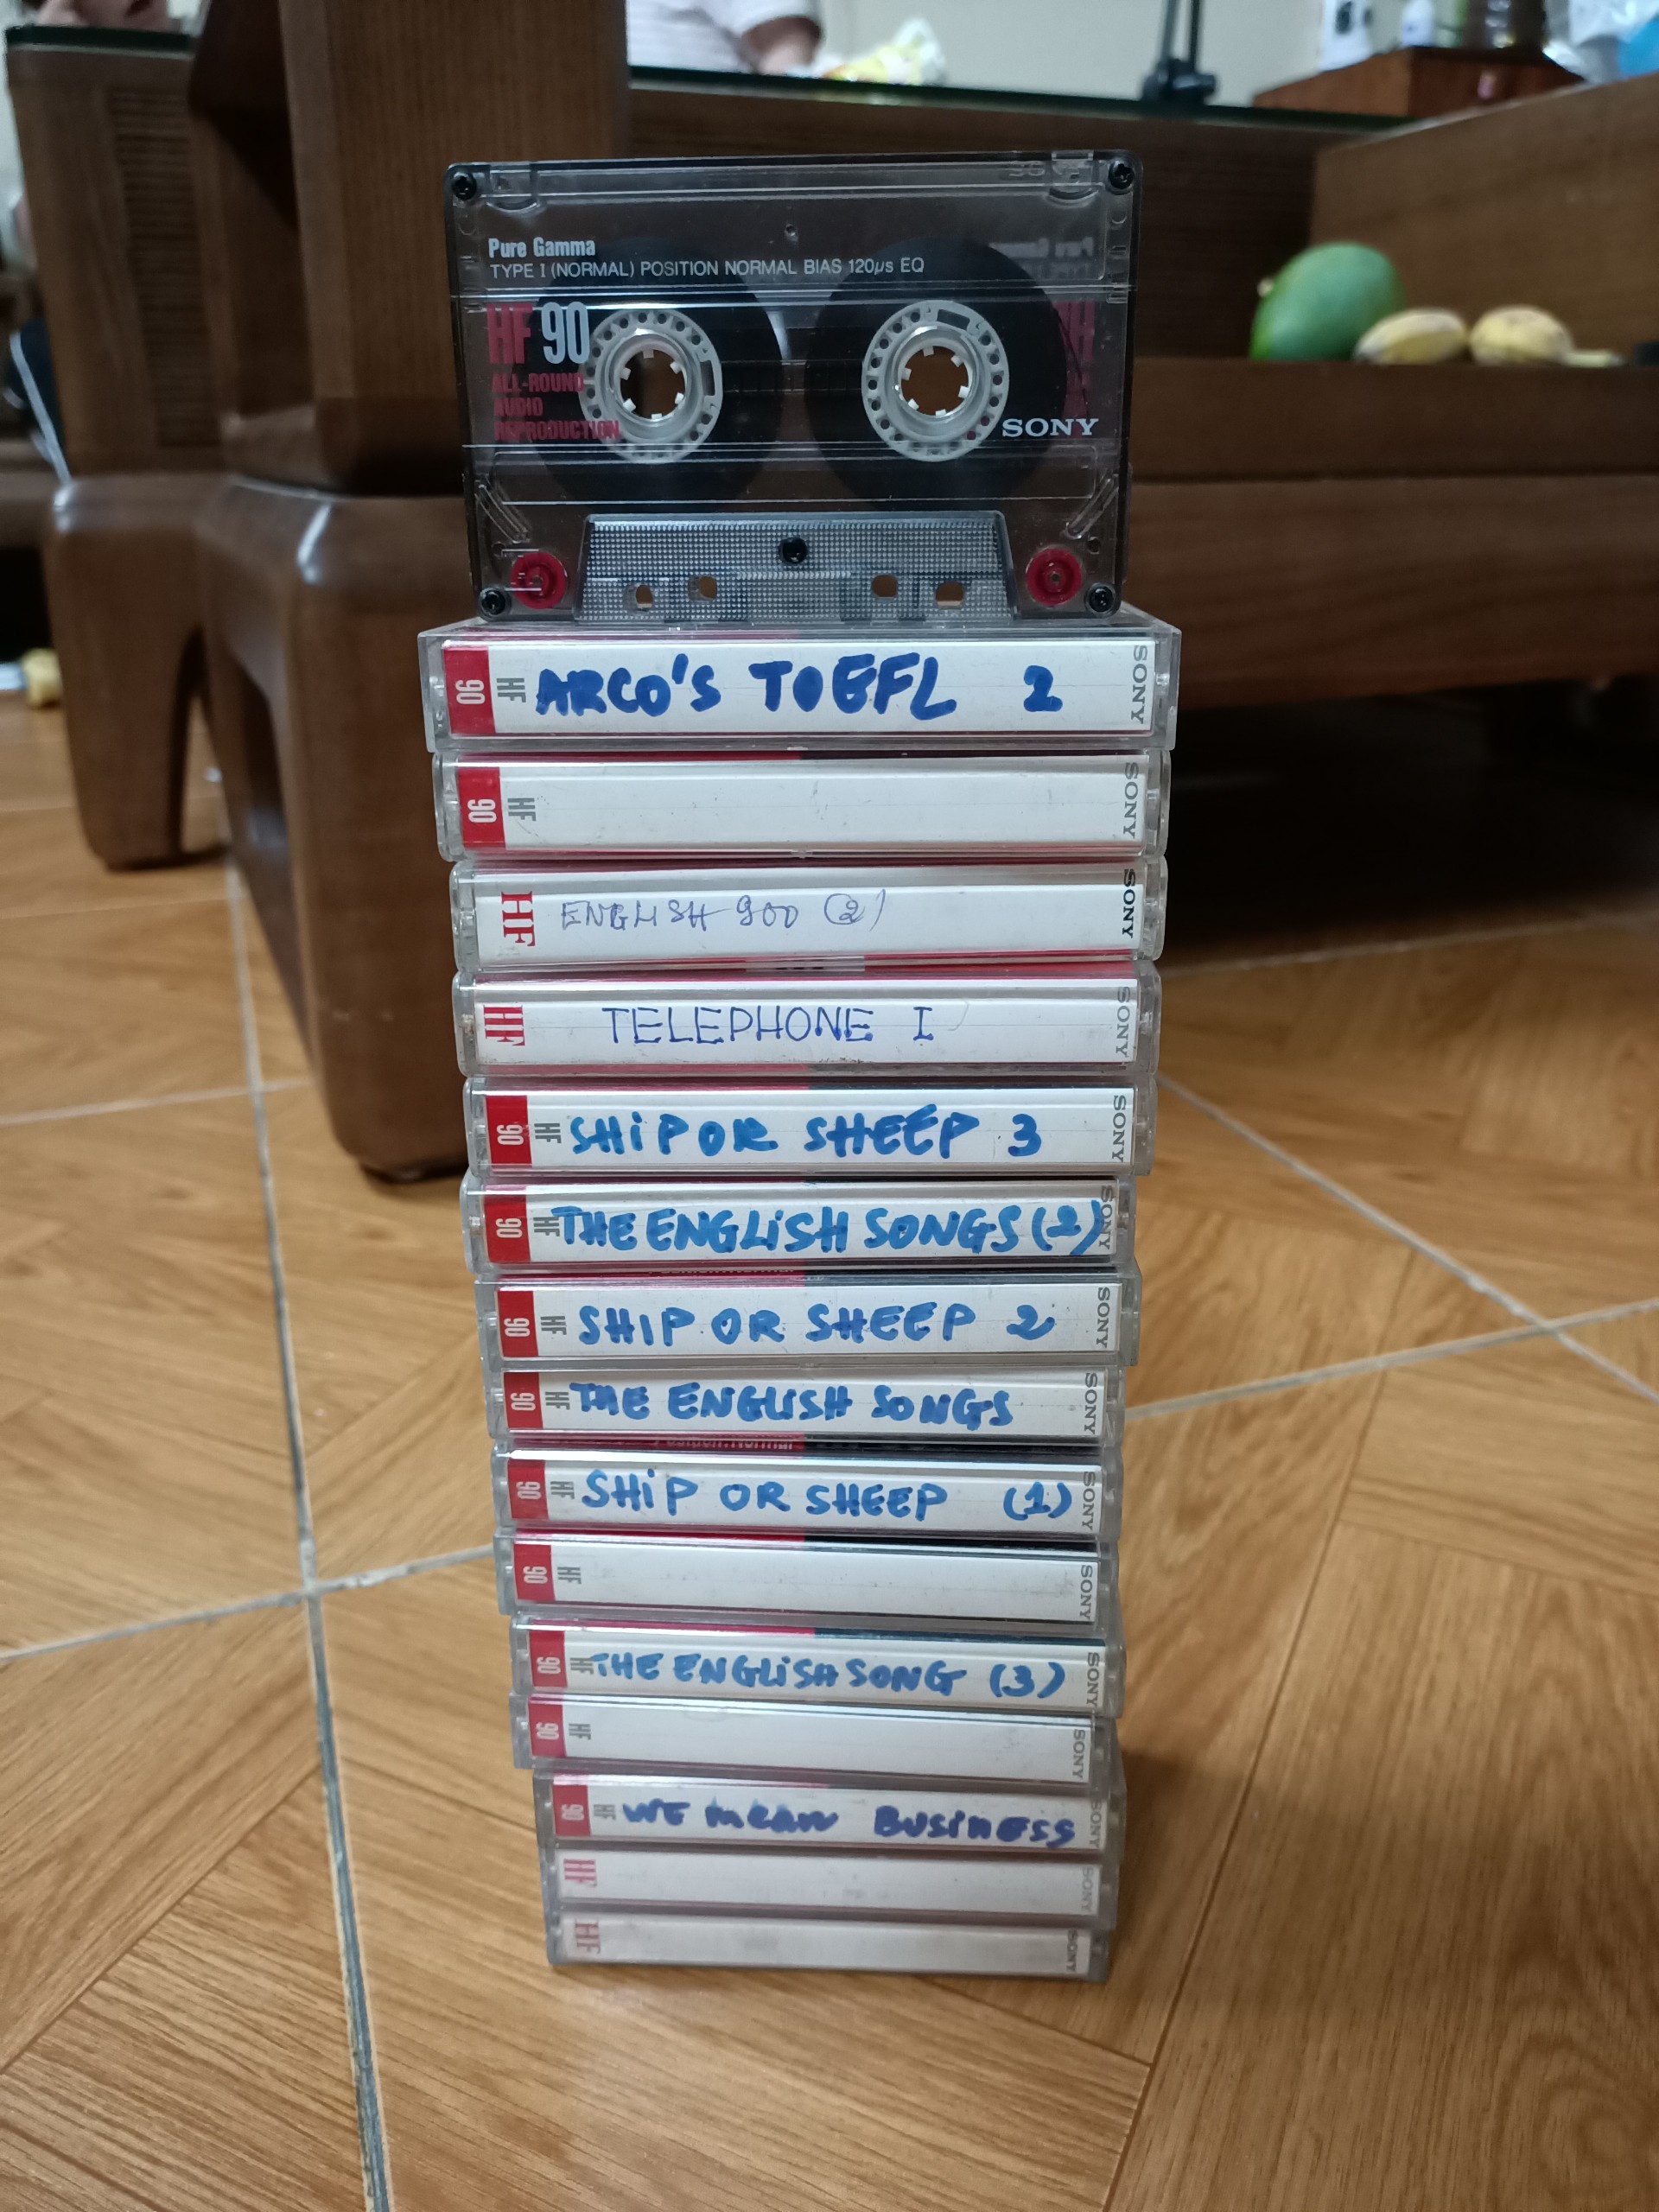 Pure Gamma
TYPE I (NORMAL) POSITION NORMAL BIAS 120µs EQ
HF 90
ALL-ROUND
AUDIO
REPRODUCTION
SONY
90 HF ARCO'S TOEFL 2 SONY
90 HF SONY
HF ENGLISH 900 (2) SONY
HF TELEPHONE I SONY
90 HF SHiP OR SHEEP 3 SONY
90 HF THE ENGLiSH SONGS (2) SONY
90 HF SHIP OR SHEEP 2 SONY
90 HF THE ENGLISH SONGS SONY
90 HF SHiP OR SHEEP (1) SONY
90 HF SONY
90 HF THE ENGLiSH SONG (3) SONY
90 HF SONY
90 HF WE mEAN BUSiNESS SONY
HF SONY
HF SONY